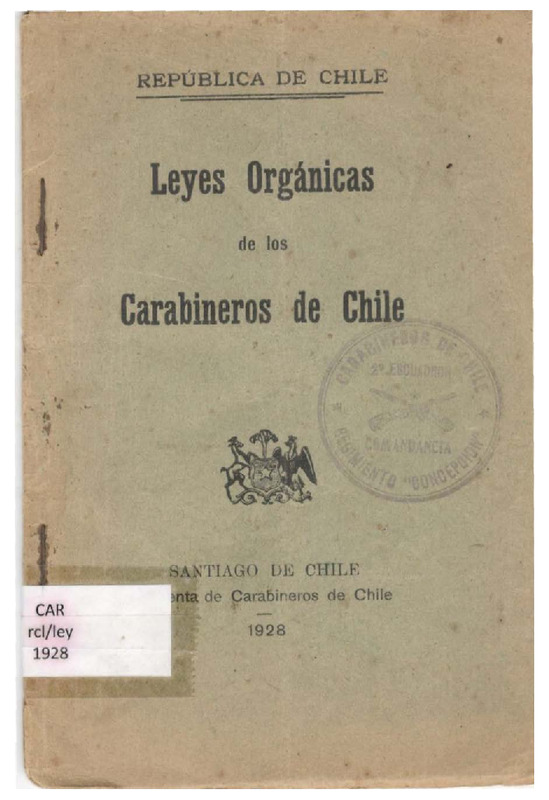 REPÚBLICA DE CHILE
Leyes Orgánicas
de los
Carabineros de Chile
CARABINEROS DE CHILE
2º ESCUADRON
COMANDANCIA
REGIMIENTO "CONCEPCION"
SANTIAGO DE CHILE
enta de Carabineros de Chile
1928
CAR
rcl/ley
1928